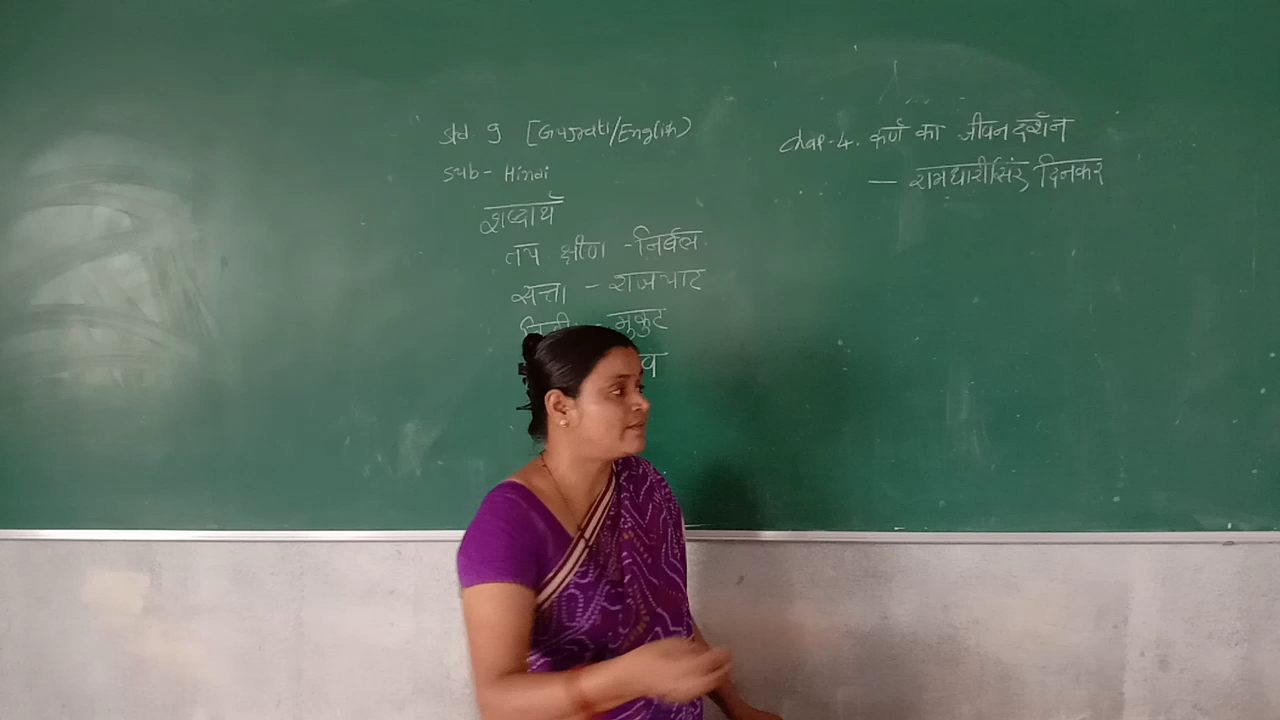 Std. 9 [Gujrati/English)
Sub - Hindi
शब्दार्थ
तप क्षीण - निर्बल
सत्ता - राजपाट
- मुकुट
Chap. 4. कर्ण का जीवन दर्शन
— रामधारीसिंह दिनकर